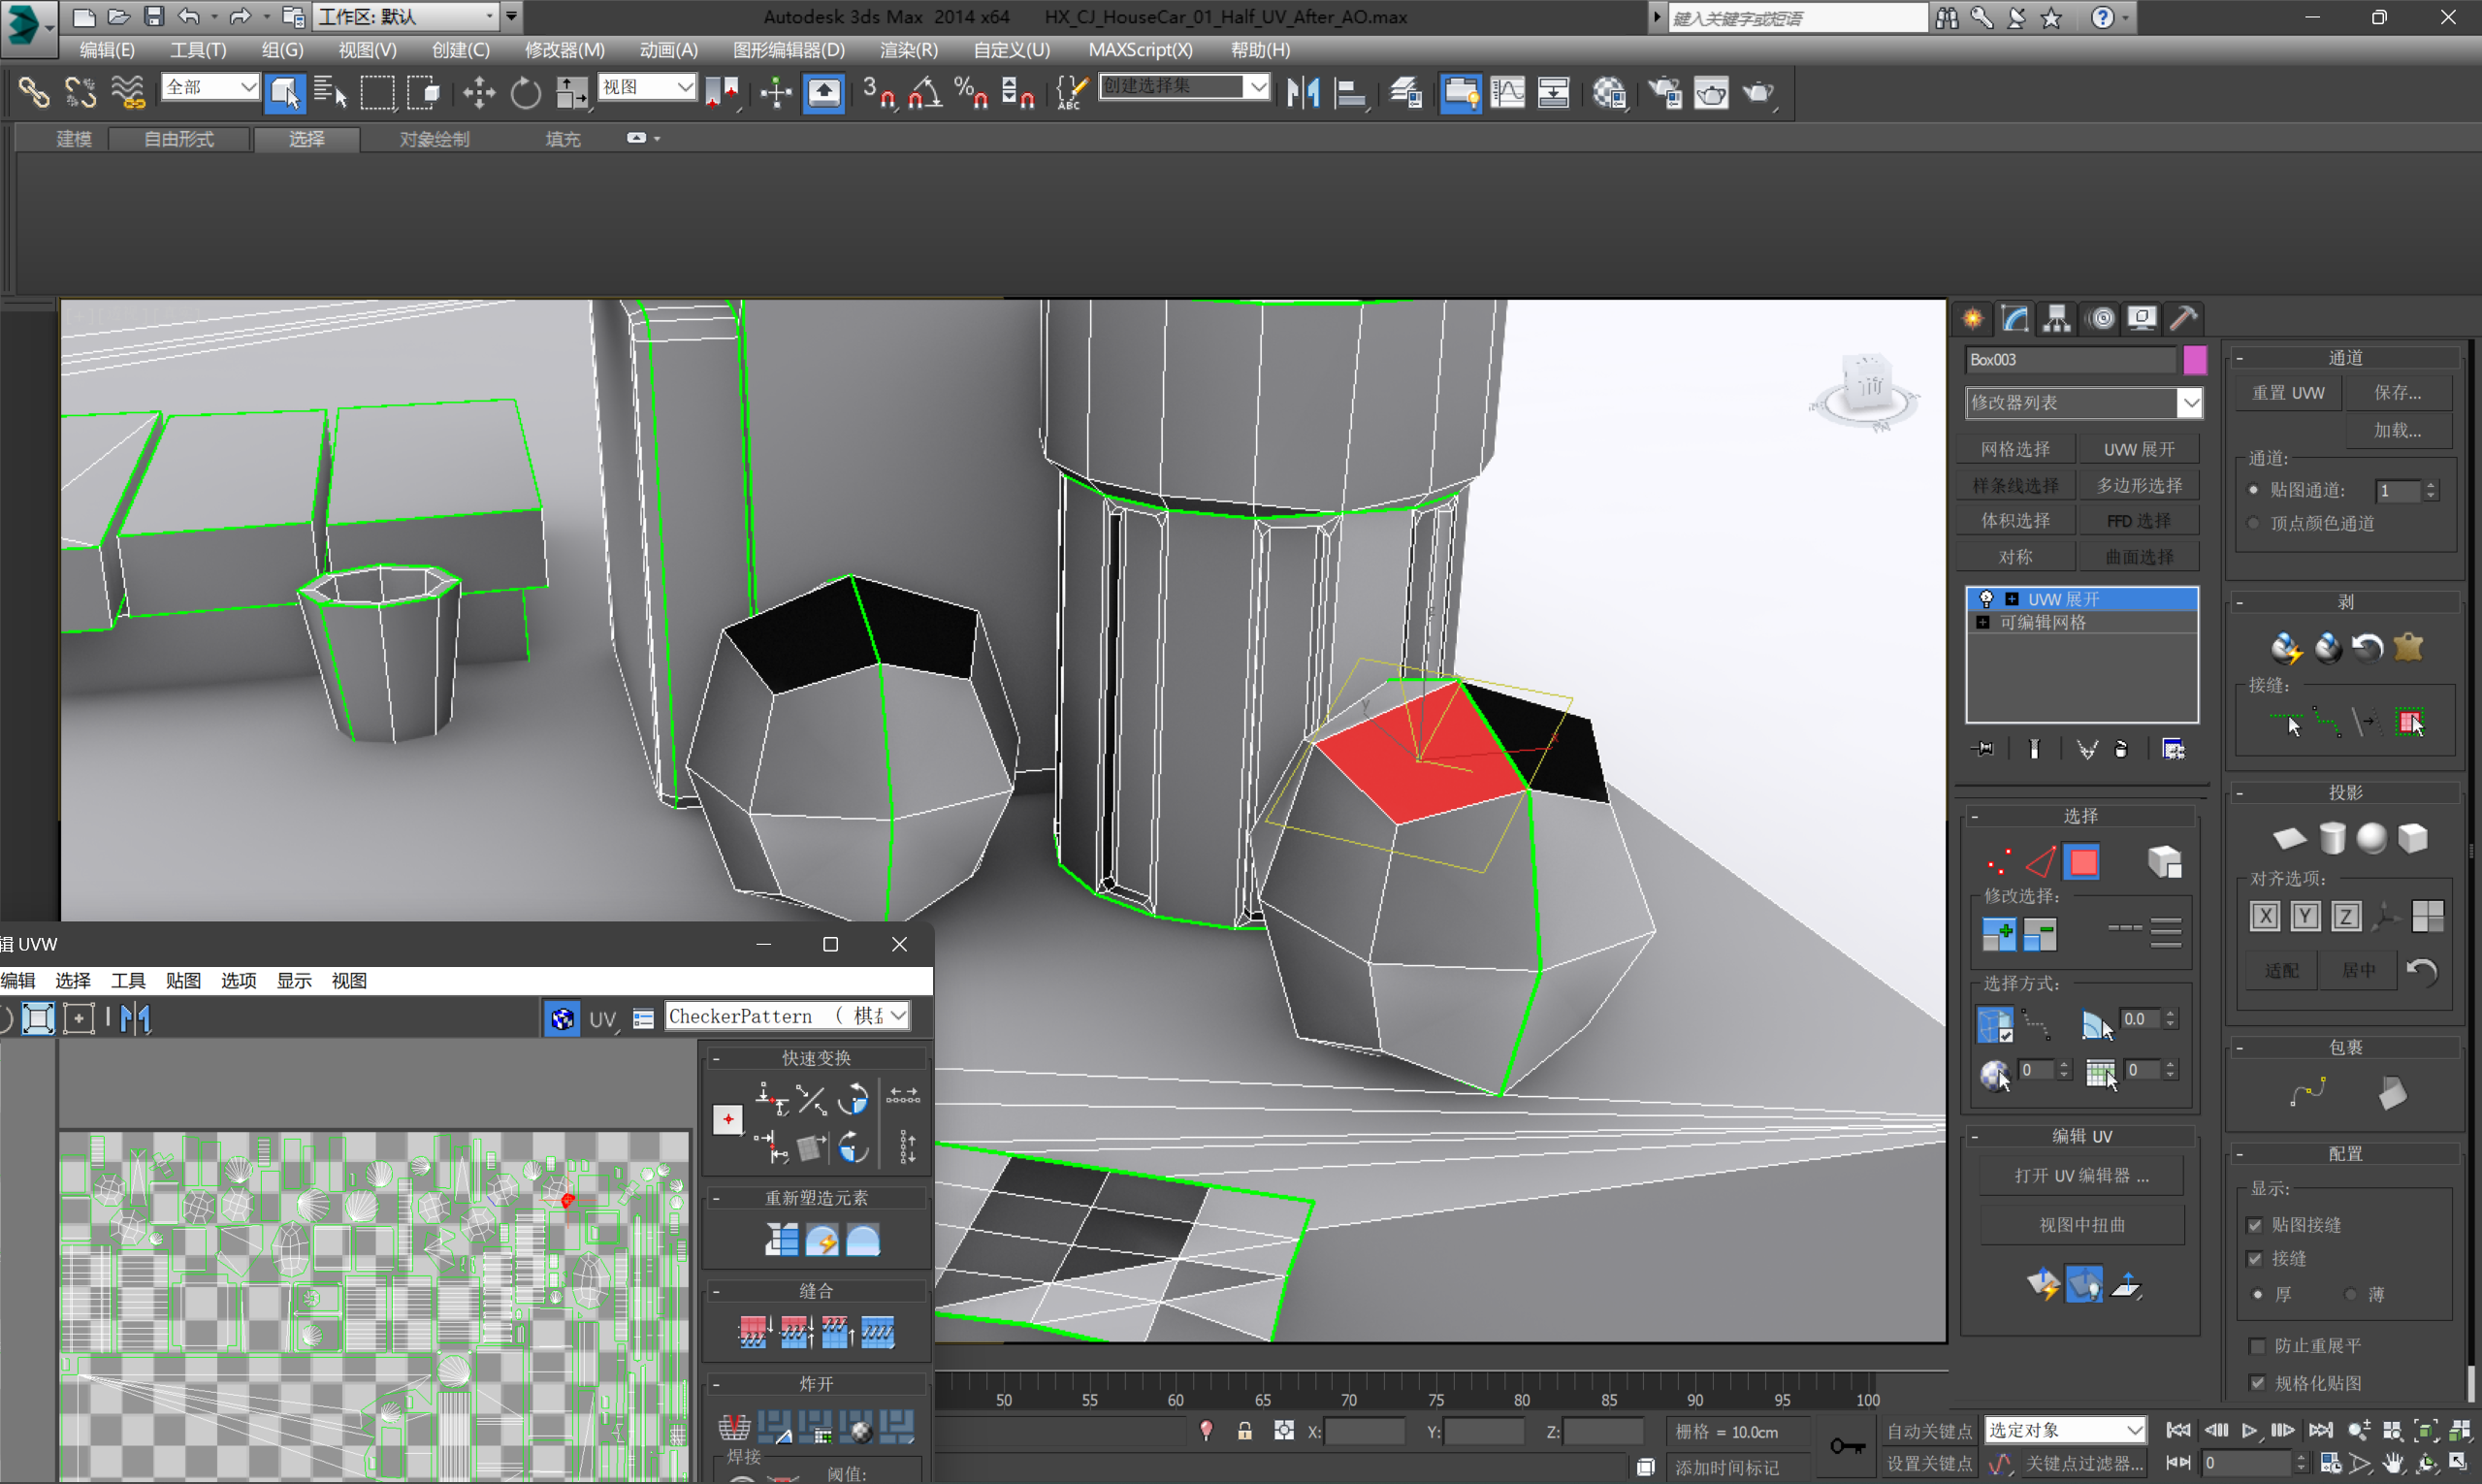 工作区: 默认
Autodesk 3ds Max 2014 x64 HX_CJ_HouseCar_01_Half_UV_After_AO.max
键入关键字或短语
编辑(E) 工具(T) 组(G) 视图(V) 创建(C) 修改器(M) 动画(A) 图形编辑器(D) 渲染(R) 自定义(U) MAXScript(X) 帮助(H)
全部
视图
3
%
ABC
创建选择集
建模 自由形式 选择 对象绘制 填充
Box003
修改器列表
网格选择 UVW 展开
样条线选择 多边形选择
体积选择 FFD 选择
对称 曲面选择
UVW 展开
可编辑网格
选择
修改选择:
选择方式:
0.0
0
0
编辑 UV
打开 UV 编辑器 ...
视图中扭曲
通道
重置 UVW 保存...
加载...
通道:
贴图通道: 1
顶点颜色通道
剥
接缝:
投影
对齐选项:
X Y Z
适配 居中
包裹
配置
显示:
贴图接缝
接缝
厚 薄
防止重展平
规格化贴图
辑 UVW
编辑 选择 工具 贴图 选项 显示 视图
UV
CheckerPattern ( 棋
快速变换
重新塑造元素
缝合
炸开
焊接
阈值:
50 55 60 65 70 75 80 85 90 95 100
X: Y: Z: 栅格 = 10.0cm
添加时间标记
自动关键点 选定对象
设置关键点 关键点过滤器...
0